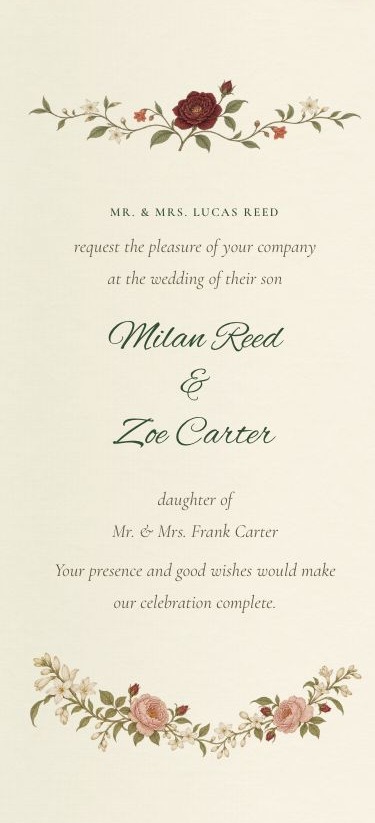 MR. & MRS. LUCAS REED
request the pleasure of your company
at the wedding of their son
Milan Reed
&
Zoe Carter
daughter of
Mr. & Mrs. Frank Carter
Your presence and good wishes would make
our celebration complete.